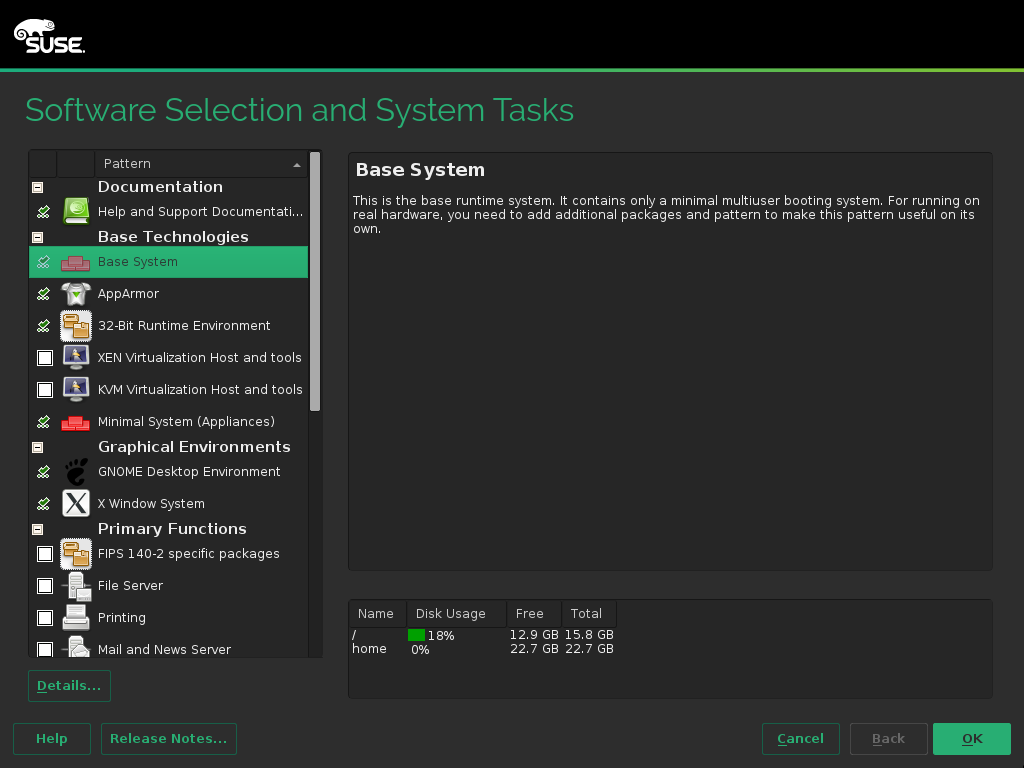 SUSE.
Software Selection and System Tasks
Pattern
Documentation
Help and Support Documentati...
Base Technologies
Base System
AppArmor
32-Bit Runtime Environment
XEN Virtualization Host and tools
KVM Virtualization Host and tools
Minimal System (Appliances)
Graphical Environments
GNOME Desktop Environment
X Window System
Primary Functions
FIPS 140-2 specific packages
File Server
Printing
Mail and News Server
Details...
Base System
This is the base runtime system. It contains only a minimal multiuser booting system. For running on
real hardware, you need to add additional packages and pattern to make this pattern useful on its
own.
Name Disk Usage Free Total
/ 18% 12.9 GB 15.8 GB
home 0% 22.7 GB 22.7 GB
Help Release Notes... Cancel Back OK